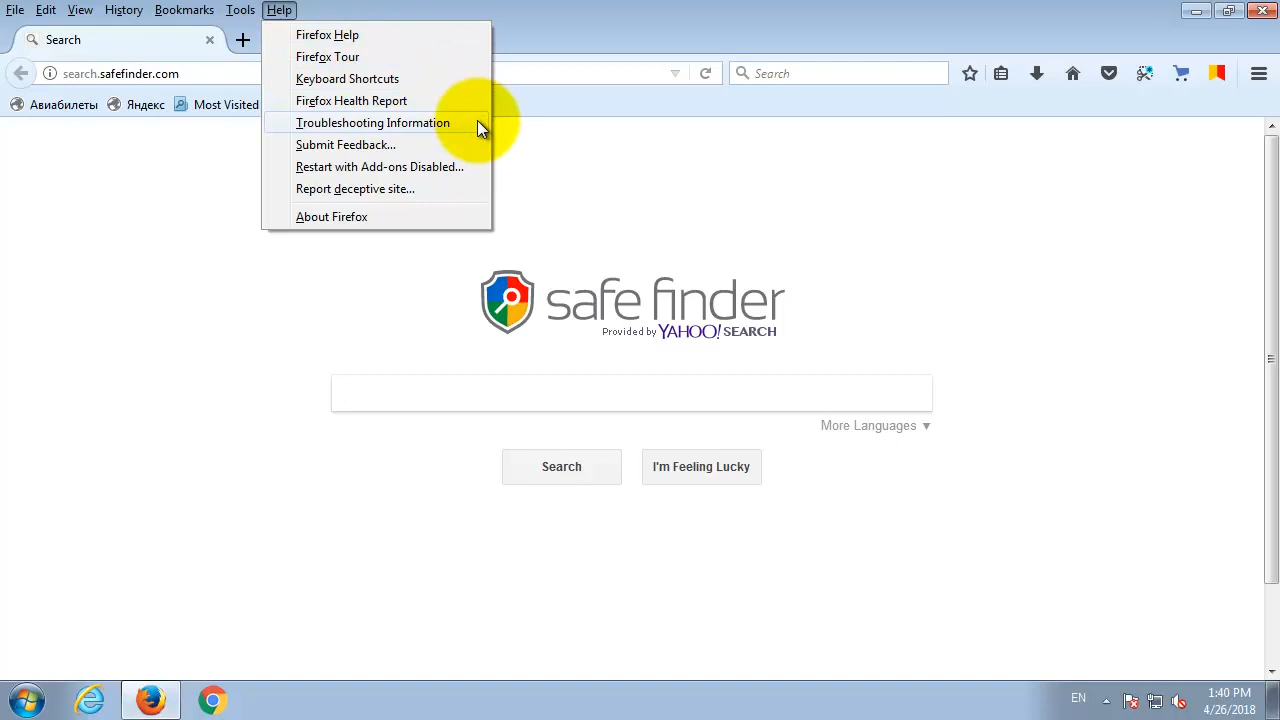 File Edit View History Bookmarks Tools Help
Search
search.safefinder.com
Search
Авиабилеты Яндекс Most Visited
Firefox Help
Firefox Tour
Keyboard Shortcuts
Firefox Health Report
Troubleshooting Information
Submit Feedback...
Restart with Add-ons Disabled...
Report deceptive site...
About Firefox
safe finder
Provided by YAHOO! SEARCH
More Languages ▼
Search I'm Feeling Lucky
EN 1:40 PM
4/26/2018